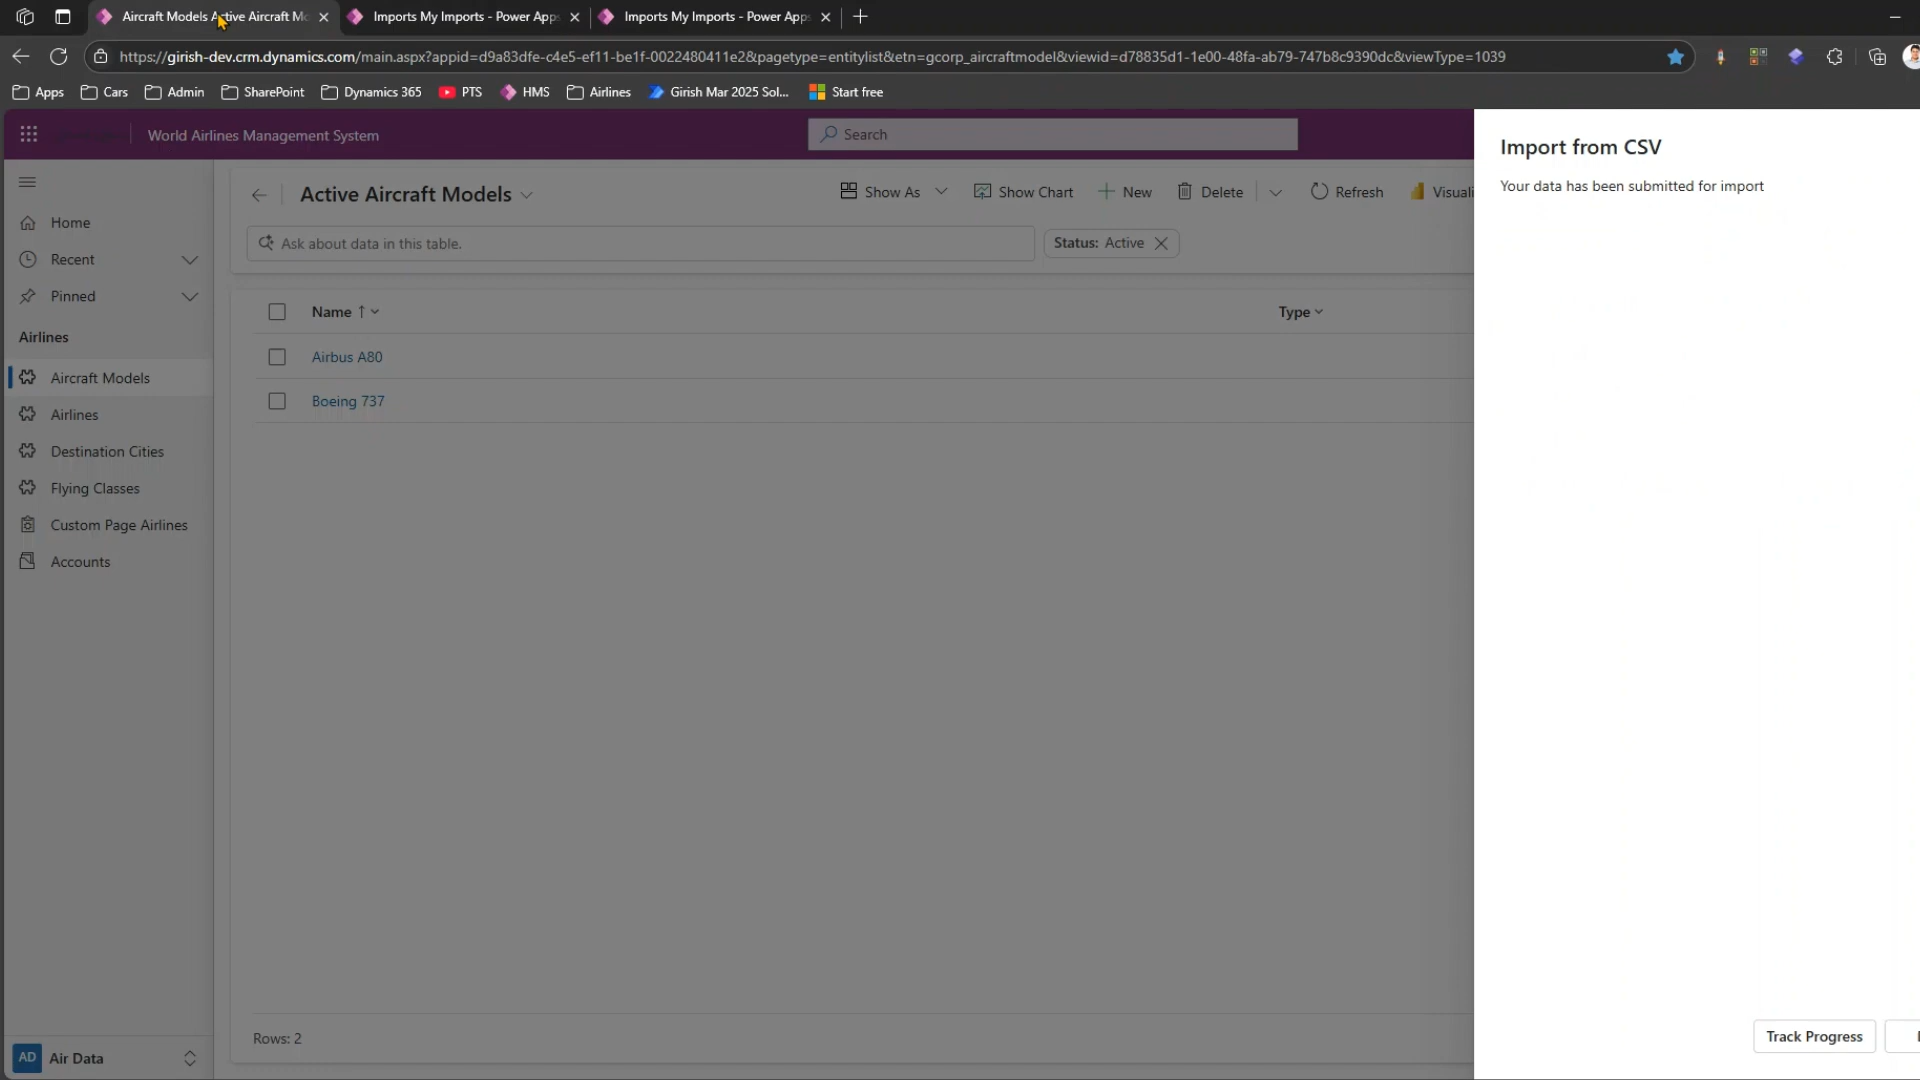 Aircraft Models Active Aircraft Mo
Imports My Imports - Power Apps
Imports My Imports - Power Apps
https://girish-dev.crm.dynamics.com/main.aspx?appid=d9a83dfe-c4e5-ef11-be1f-0022480411e2&pagetype=entitylist&etn=gcorp_aircraftmodel&viewid=d78835d1-1e00-48fa-ab79-747b8c9390dc&viewType=1039
Apps Cars Admin SharePoint Dynamics 365 PTS HMS Airlines Girish Mar 2025 Sol... Start free
World Airlines Management System
Search
Import from CSV
Your data has been submitted for import
Active Aircraft Models
Show As Show Chart New Delete Refresh Visuali
Ask about data in this table.
Status: Active
Home
Recent
Pinned
Airlines
Aircraft Models
Airlines
Destination Cities
Flying Classes
Custom Page Airlines
Accounts
Name Type
Airbus A80
Boeing 737
Rows: 2
AD Air Data
Track Progress